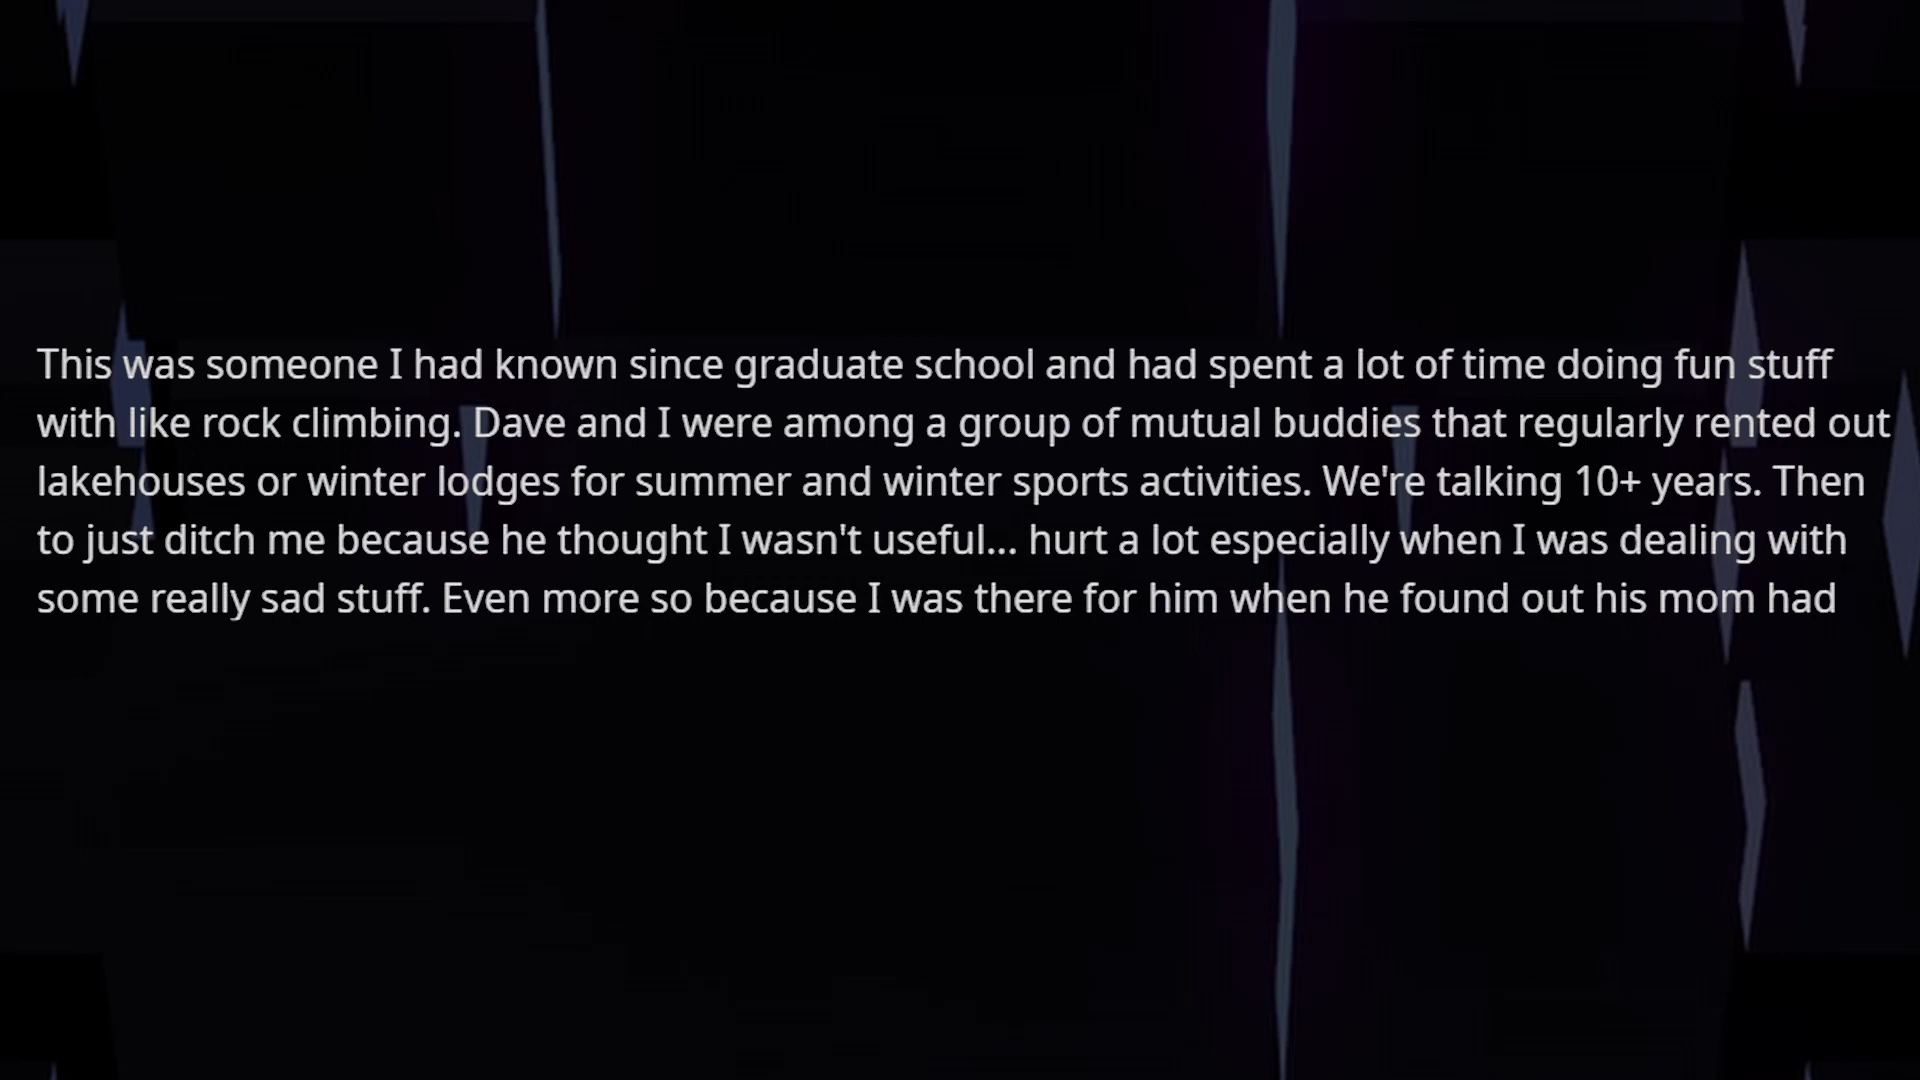 This was someone I had known since graduate school and had spent a lot of time doing fun stuff
with like rock climbing. Dave and I were among a group of mutual buddies that regularly rented out
lakehouses or winter lodges for summer and winter sports activities. We're talking 10+ years. Then
to just ditch me because he thought I wasn't useful... hurt a lot especially when I was dealing with
some really sad stuff. Even more so because I was there for him when he found out his mom had